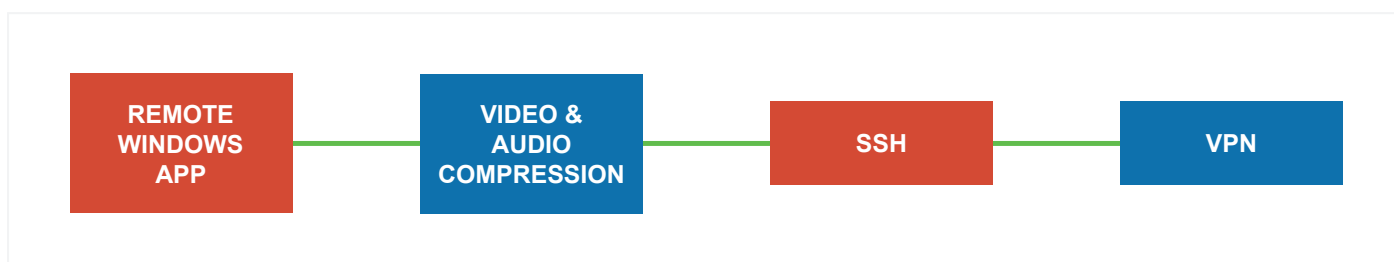 REMOTE
WINDOWS
APP
VIDEO &
AUDIO
COMPRESSION
SSH
VPN